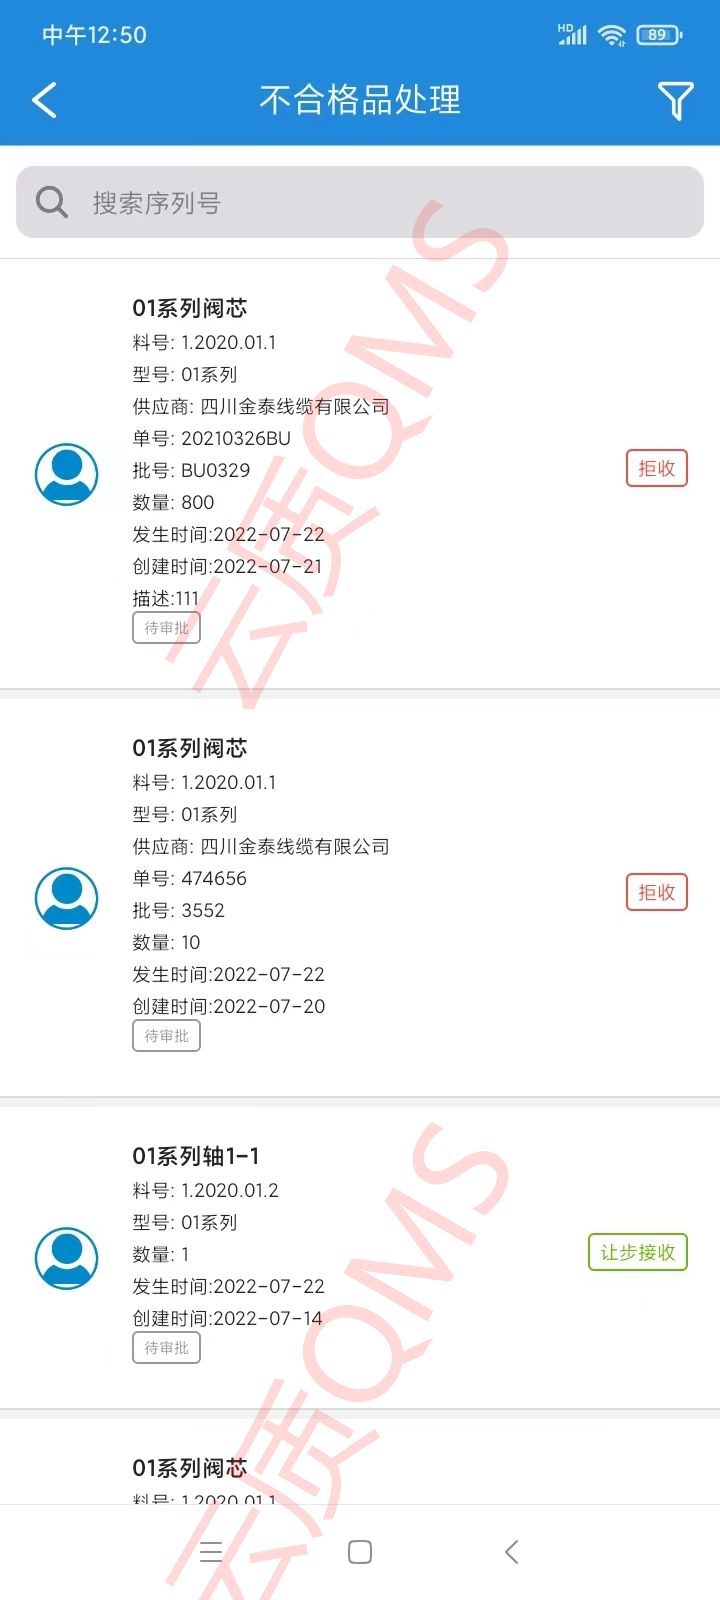 中午12:50
HD
89
不合格品处理
搜索序列号
01系列阀芯
料号: 1.2020.01.1
型号: 01系列
供应商: 四川金泰线缆有限公司
单号: 20210326BU
批号: BU0329
数量: 800
发生时间:2022-07-22
创建时间:2022-07-21
描述:111
待审批
拒收
01系列阀芯
料号: 1.2020.01.1
型号: 01系列
供应商: 四川金泰线缆有限公司
单号: 474656
批号: 3552
数量: 10
发生时间:2022-07-22
创建时间:2022-07-20
待审批
拒收
01系列轴1-1
料号: 1.2020.01.2
型号: 01系列
数量: 1
发生时间:2022-07-22
创建时间:2022-07-14
待审批
让步接收
01系列阀芯
料号: 1.2020.01.1
云质QMS
云质QMS